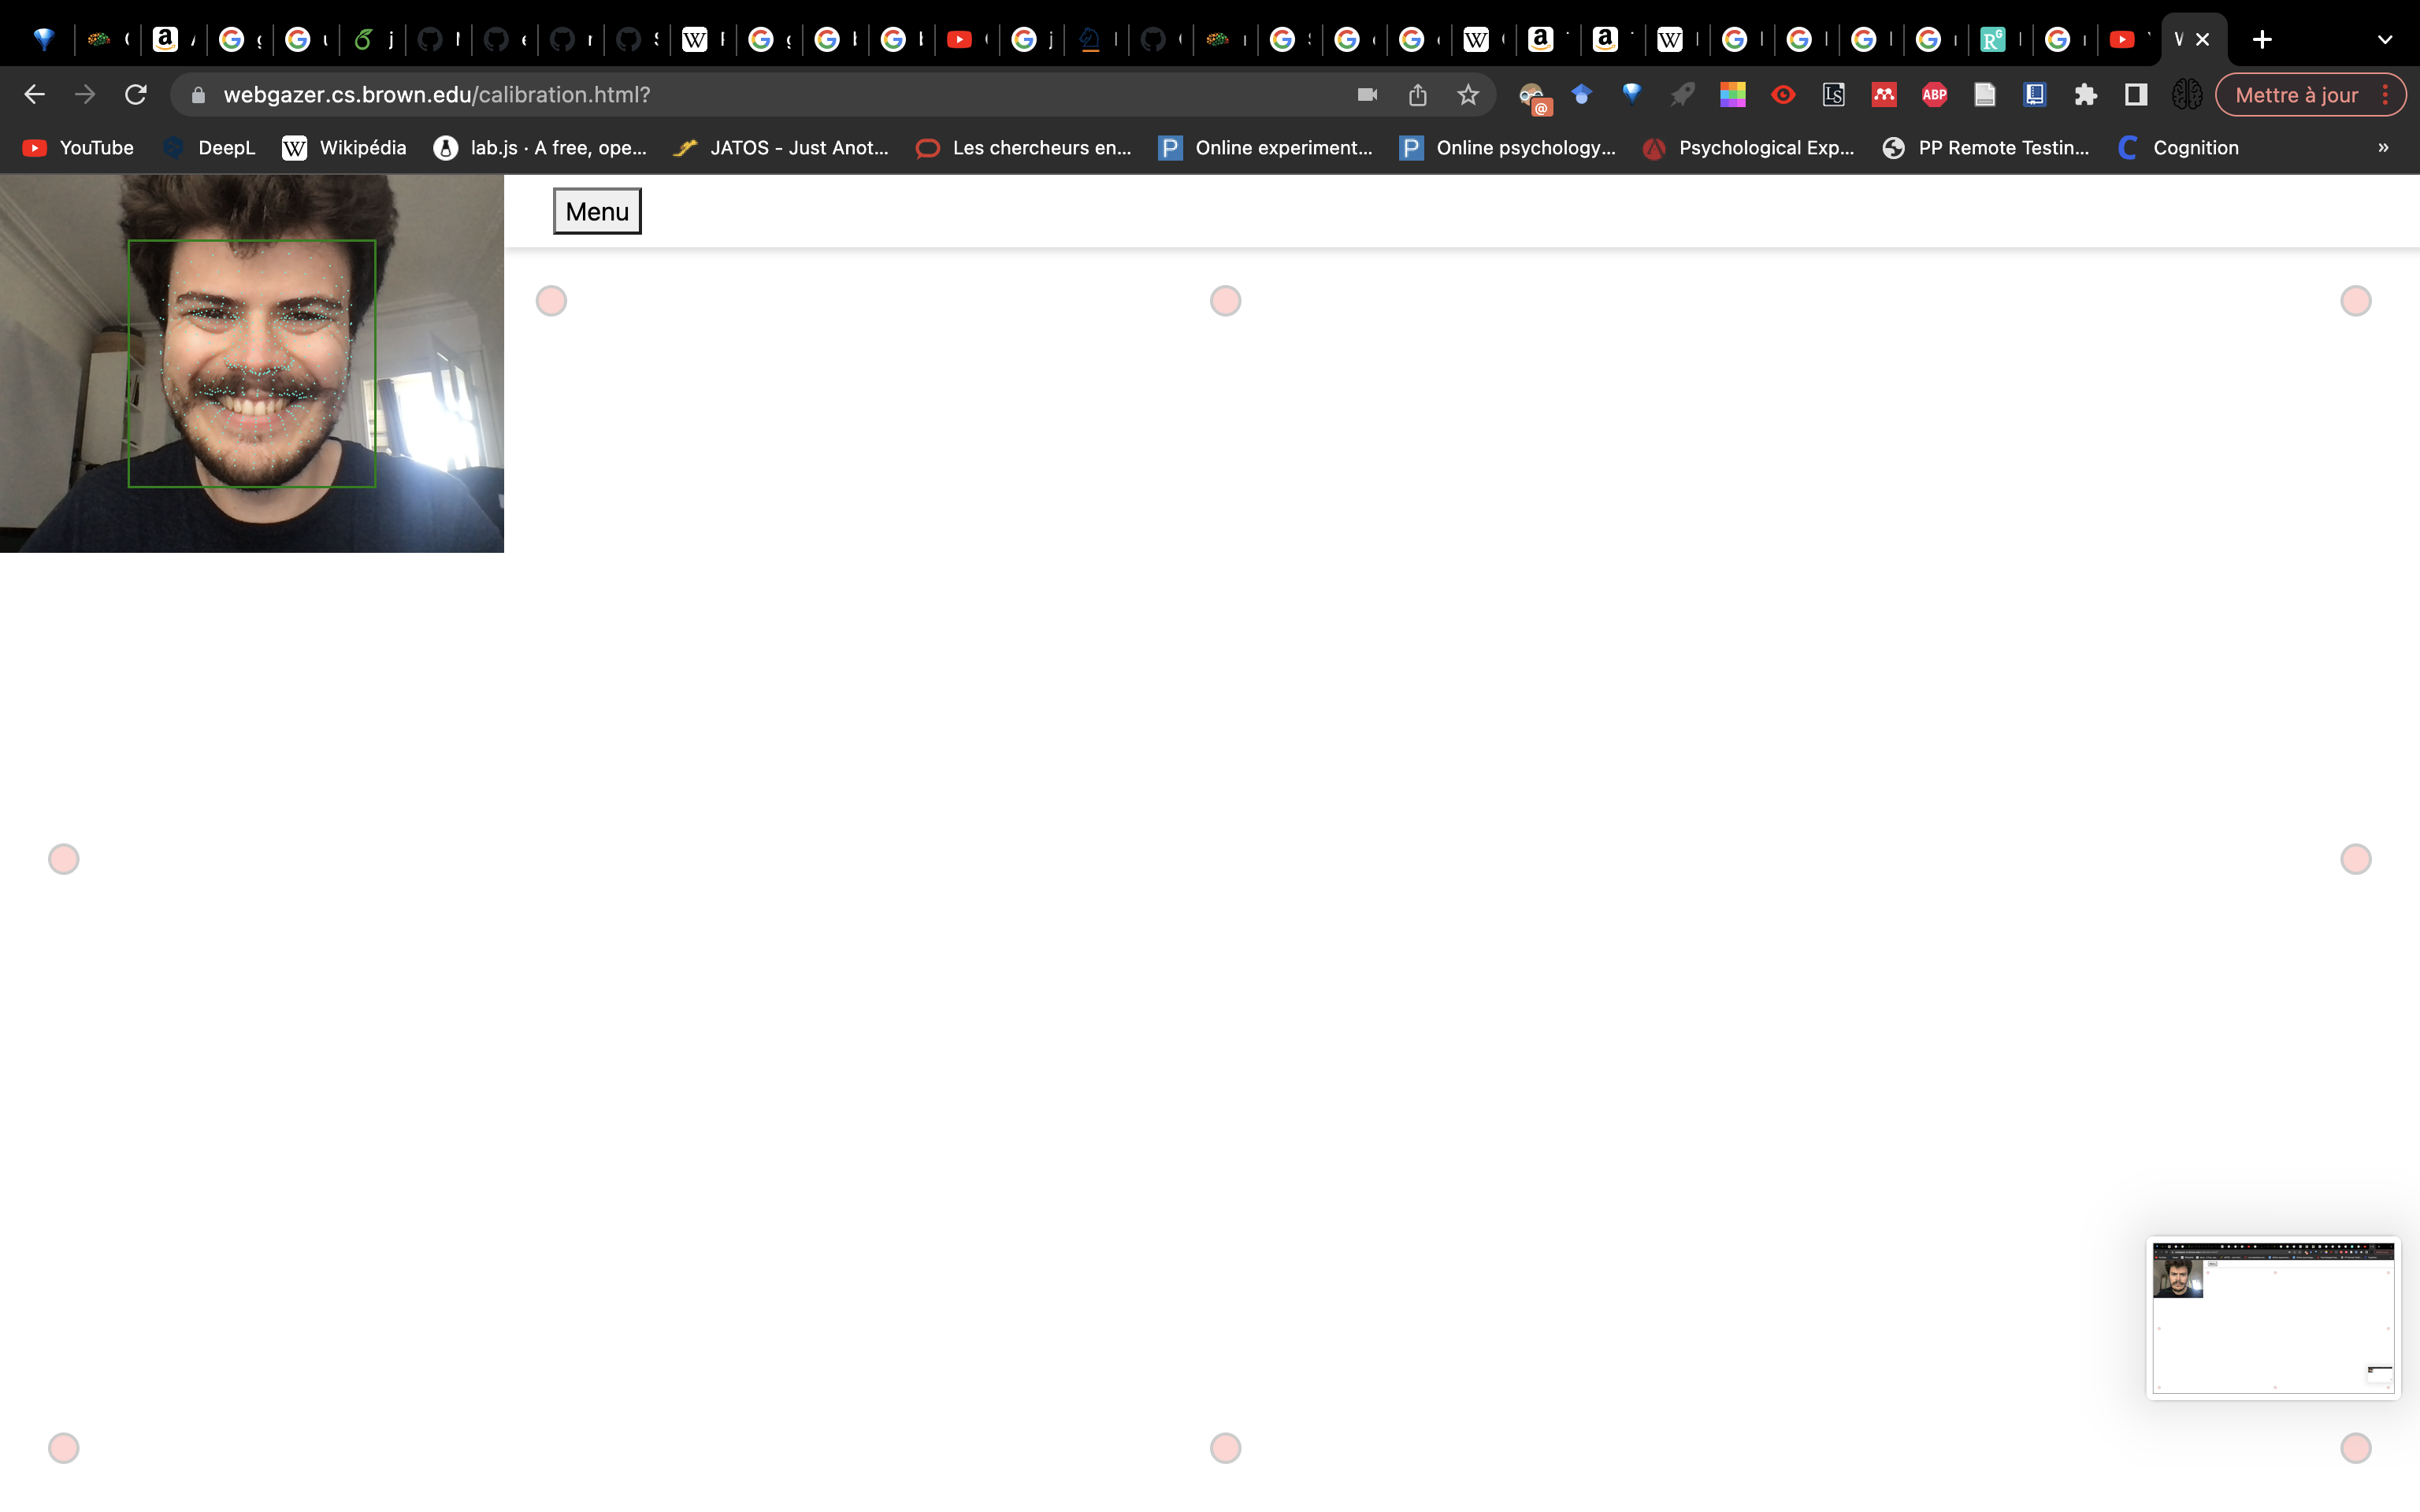 webgazer.cs.brown.edu/calibration.html?
Mettre à jour
YouTube DeepL Wikipédia lab.js · A free, ope... JATOS - Just Anot... Les chercheurs en... Online experiment... Online psychology... Psychological Exp... PP Remote Testin... Cognition »
Menu